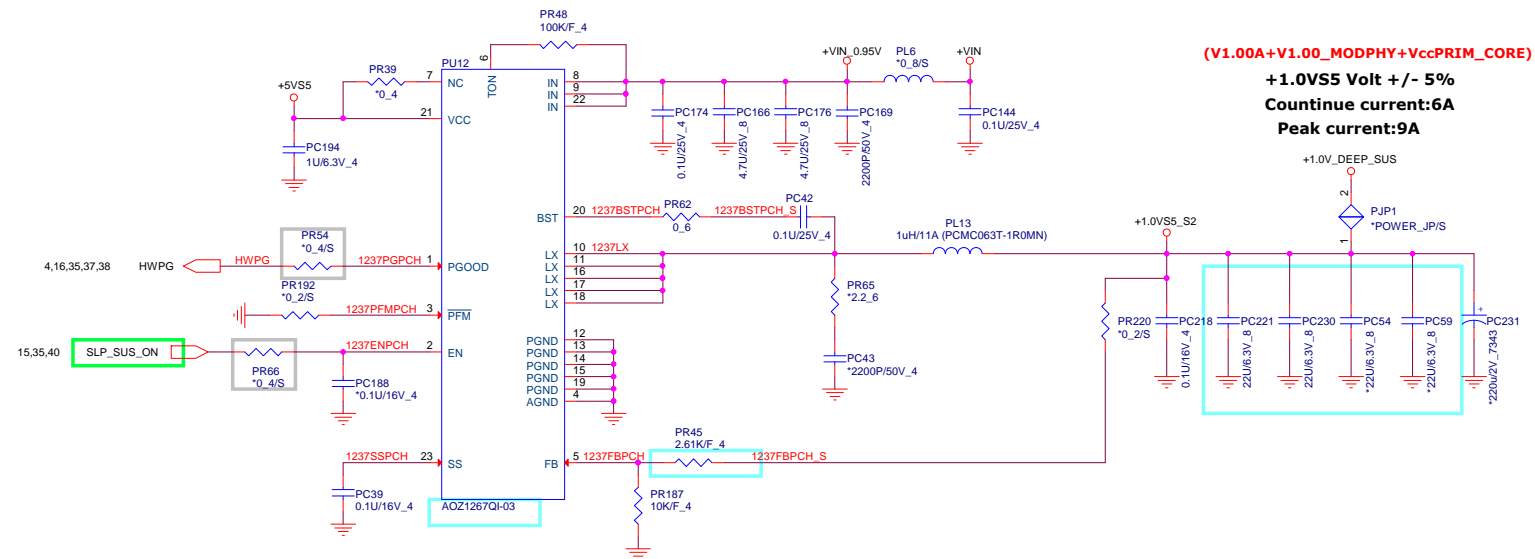 PR48
100K/F_4
6
PU12
PR39
*0_4
7
NC
TON
+5VS5
21
VCC
PC194
1U/6.3V_4
8
IN
9
IN
22
IN
+VIN_0.95V
PL6
*0_8/S
+VIN
PC174
0.1U/25V_4
PC166
4.7U/25V_8
PC176
4.7U/25V_8
PC169
2200P/50V_4
PC144
0.1U/25V_4
(V1.00A+V1.00_MODPHY+VccPRIM_CORE)
+1.0VS5 Volt +/- 5%
Countinue current:6A
Peak current:9A
+1.0V_DEEP_SUS
2
PJP1
*POWER_JP/S
1
BST
20
1237BSTPCH
PR62
0_6
1237BSTPCH_S
PC42
0.1U/25V_4
PL13
1uH/11A (PCMC063T-1R0MN)
+1.0VS5_S2
LX
10
1237LX
LX
11
LX
16
LX
17
LX
18
4,16,35,37,38
HWPG
HWPG
PR54
*0_4/S
1237PGPCH
1
PGOOD
PR192
*0_2/S
1237PFMPCH
3
PFM
15,35,40
SLP_SUS_ON
PR66
*0_4/S
1237ENPCH
2
EN
PC188
*0.1U/16V_4
PR65
*2.2_6
PC43
*2200P/50V_4
PGND
12
PGND
13
PGND
14
PGND
15
PGND
19
AGND
4
PR220
*0_2/S
PC218
0.1U/16V_4
PC221
22U/6.3V_8
PC230
22U/6.3V_8
PC54
*22U/6.3V_8
PC59
*22U/6.3V_8
+
PC231
*220u/2V_7343
1237SSPCH
23
SS
PC39
0.1U/16V_4
FB
5
1237FBPCH
PR45
2.61K/F_4
1237FBPCH_S
PR187
10K/F_4
AOZ1267QI-03